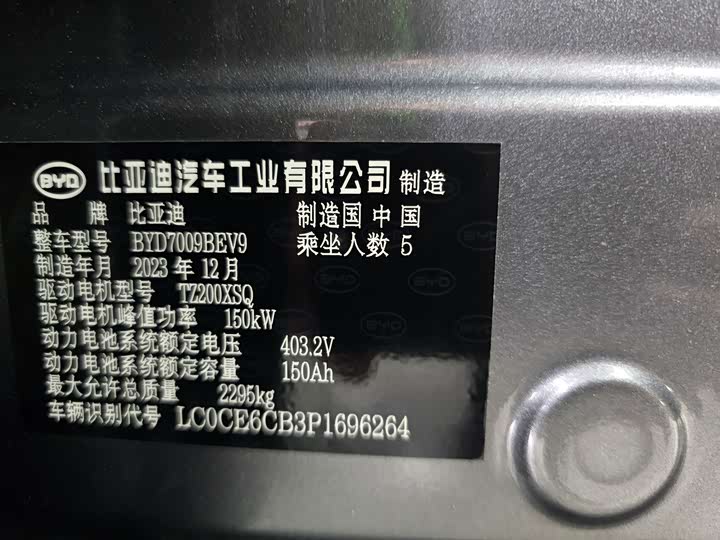 BYD 比亚迪汽车工业有限公司 制造
品牌 比亚迪 制造国 中国
整车型号 BYD7009BEV9 乘坐人数 5
制造年月 2023 年 12 月
驱动电机型号 TZ200XSQ
驱动电机峰值功率 150kW
动力电池系统额定电压 403.2V
动力电池系统额定容量 150Ah
最大允许总质量 2295kg
车辆识别代号 LC0CE6CB3P1696264